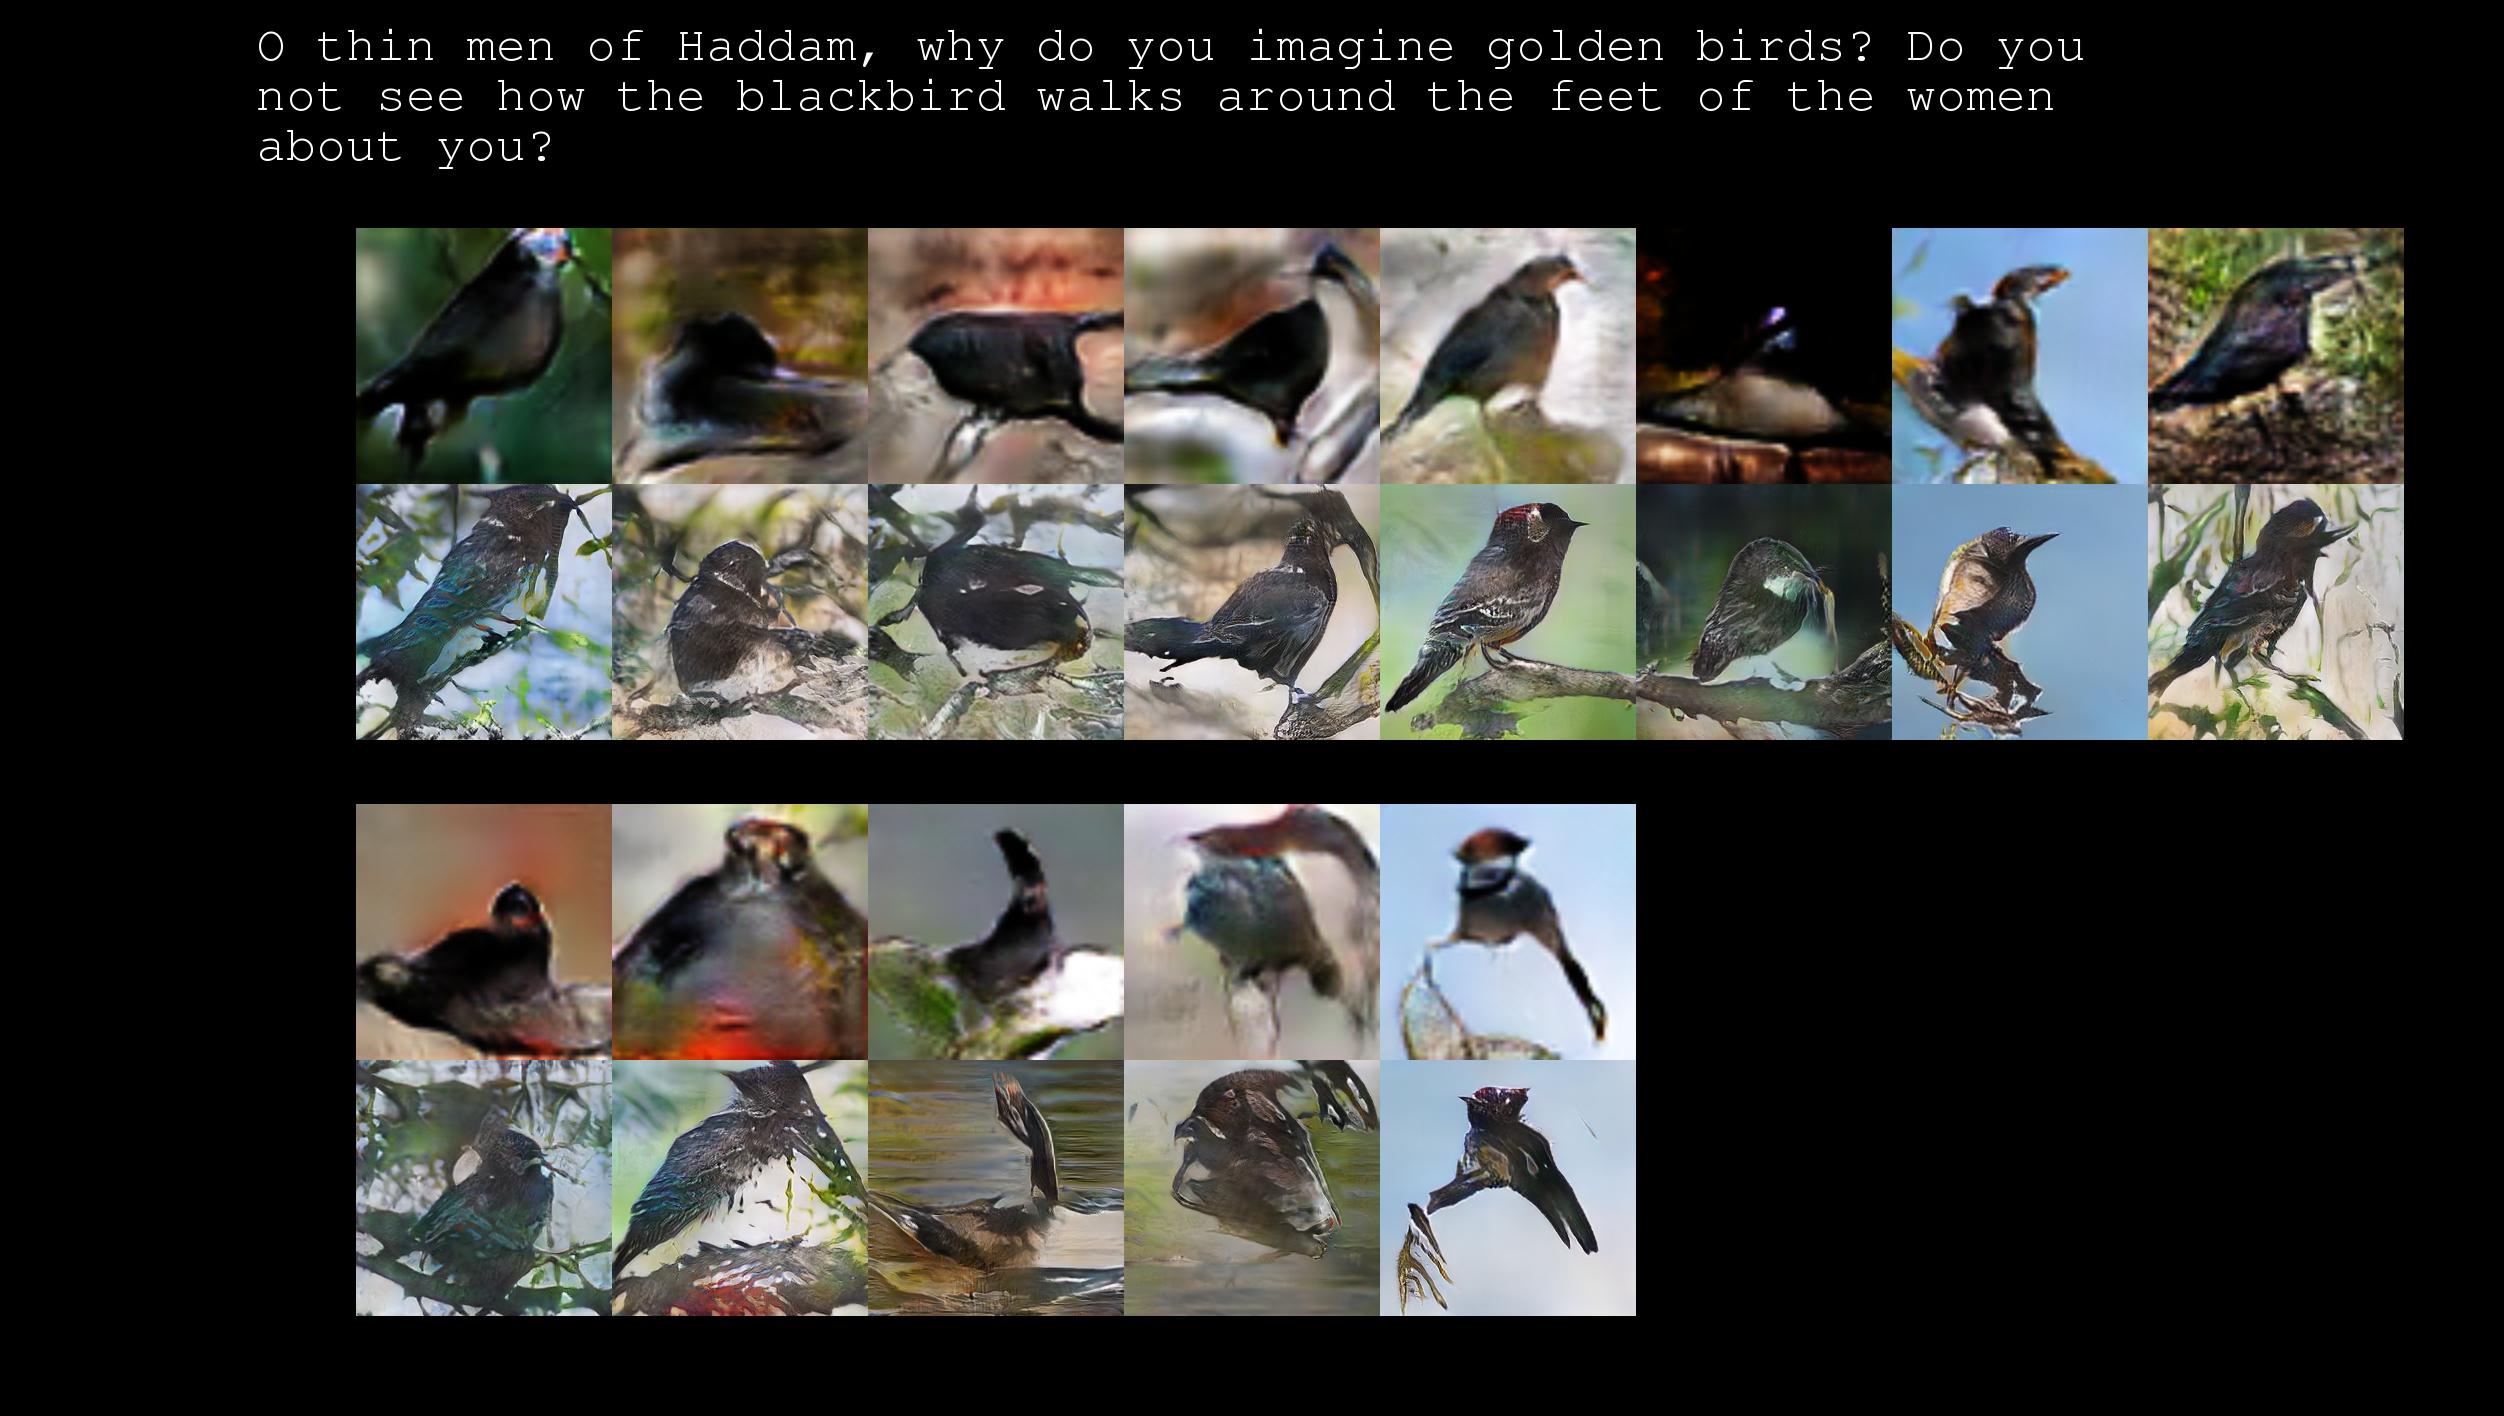 O thin men of Haddam, why do you imagine golden birds? Do you
not see how the blackbird walks around the feet of the women
about you?